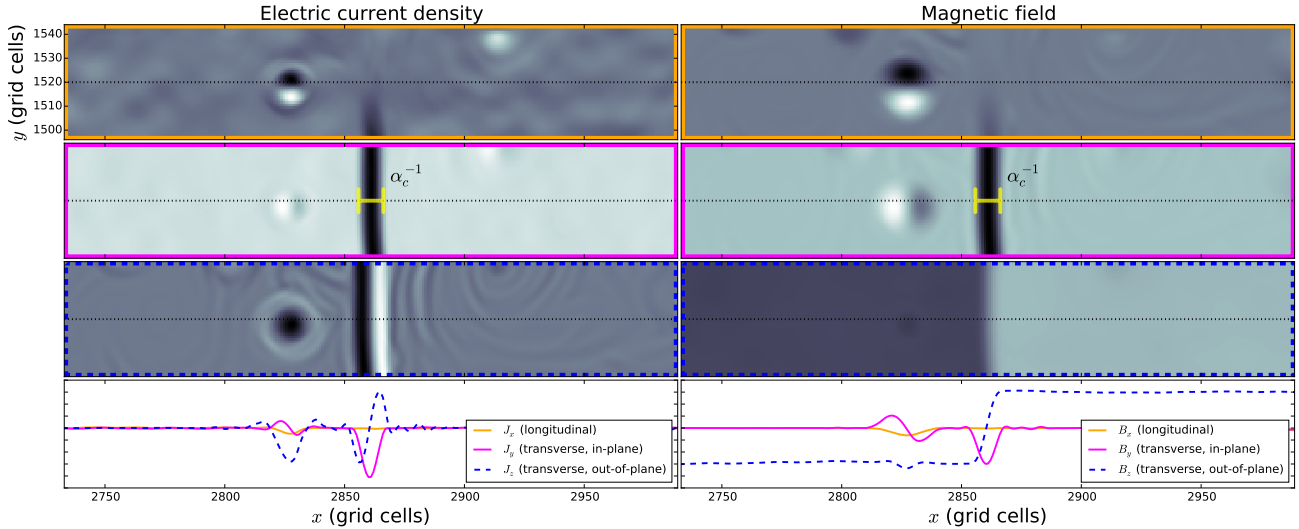 Electric current density
Magnetic field
y (grid cells)
1540
1530
1520
1510
1500
α_c^{-1}
α_c^{-1}
J_x (longitudinal)
J_y (transverse, in-plane)
J_z (transverse, out-of-plane)
B_x (longitudinal)
B_y (transverse, in-plane)
B_z (transverse, out-of-plane)
2750 2800 2850 2900 2950
2750 2800 2850 2900 2950
x (grid cells)
x (grid cells)